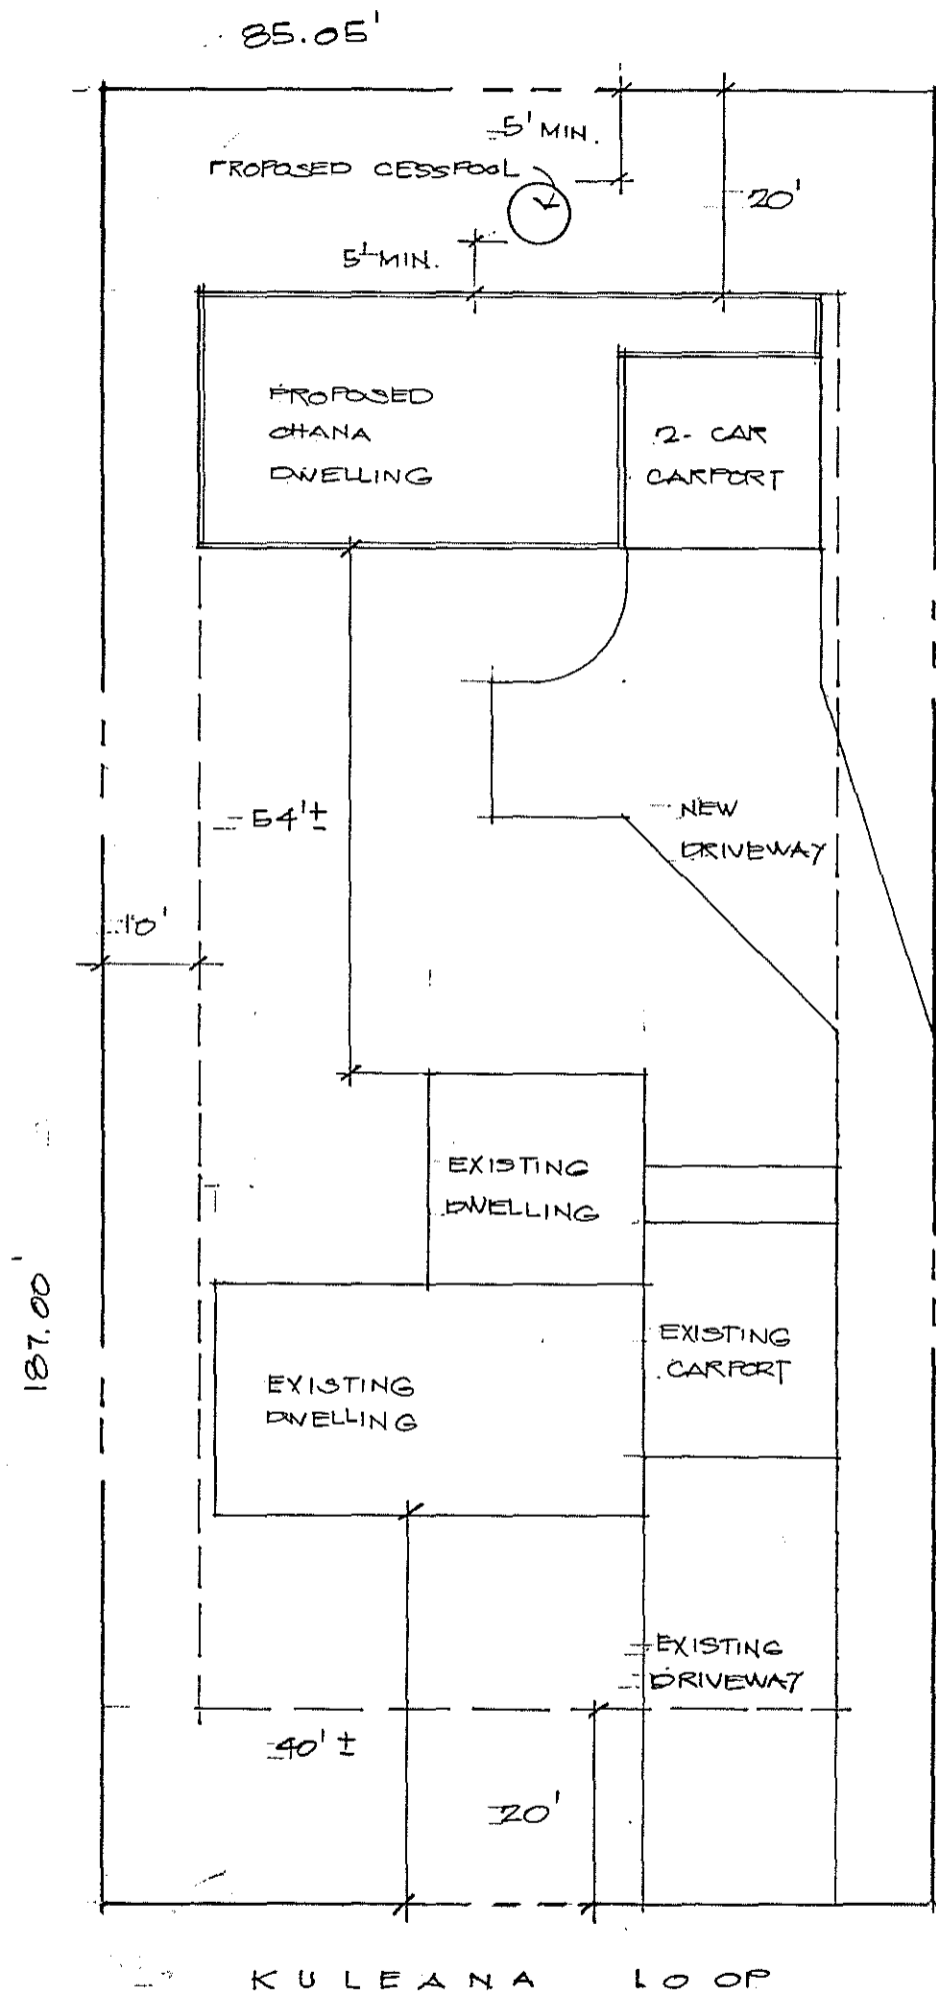 85.05'
5' MIN.
PROPOSED CESSPOOL
20'
5' MIN.
PROPOSED
OHANA
DWELLING
2- CAR
CARPORT
54'±
NEW
DRIVEWAY
10'
EXISTING
DWELLING
187.00'
EXISTING
CARPORT
EXISTING
DWELLING
EXISTING
DRIVEWAY
40'±
20'
KULEANA LOOP